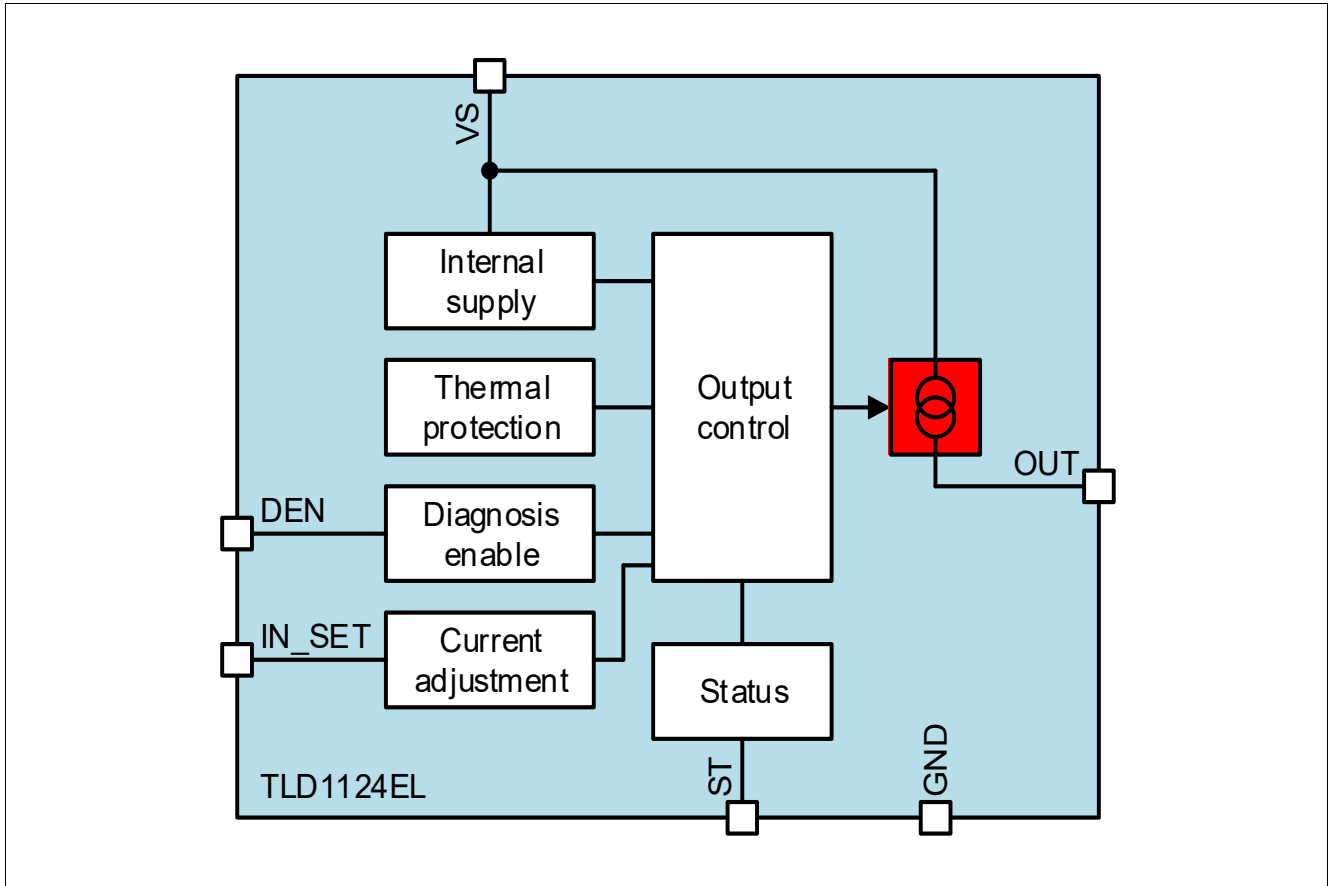 VS
Internal
supply
Thermal
protection
Output
control
OUT
DEN
Diagnosis
enable
IN_SET
Current
adjustment
Status
TLD1124EL
ST
GND